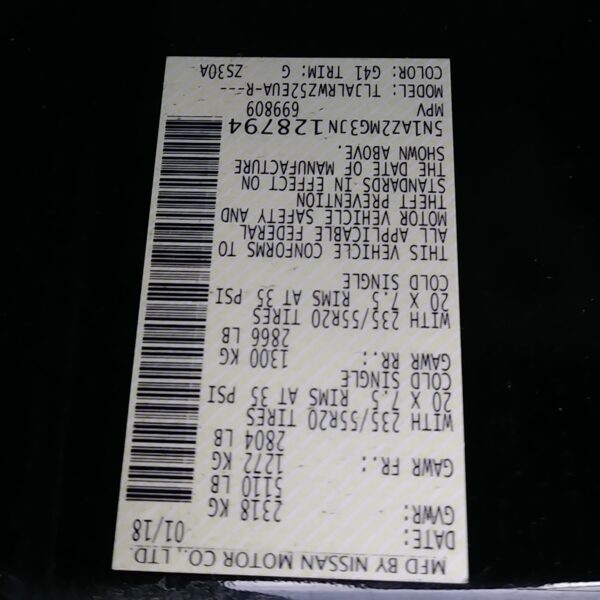 MFD BY NISSAN MOTOR CO., LTD.
DATE: 01/18
GVWR: 2318 KG
5110 LB
GAWR FR.: 1272 KG
2804 LB
WITH 235/55R20 TIRES
20 X 7.5 RIMS AT 35 PSI
COLD SINGLE
GAWR RR.: 1300 KG
2866 LB
WITH 235/55R20 TIRES
20 X 7.5 RIMS AT 35 PSI
COLD SINGLE
THIS VEHICLE CONFORMS TO
ALL APPLICABLE FEDERAL
MOTOR VEHICLE SAFETY AND
THEFT PREVENTION
STANDARDS IN EFFECT ON
THE DATE OF MANUFACTURE
SHOWN ABOVE.
5N1AZ2MG3JN128794
MPV 699809
MODEL: TLJALRWZ52EUA-R---
COLOR: G41 TRIM: G ZS30A